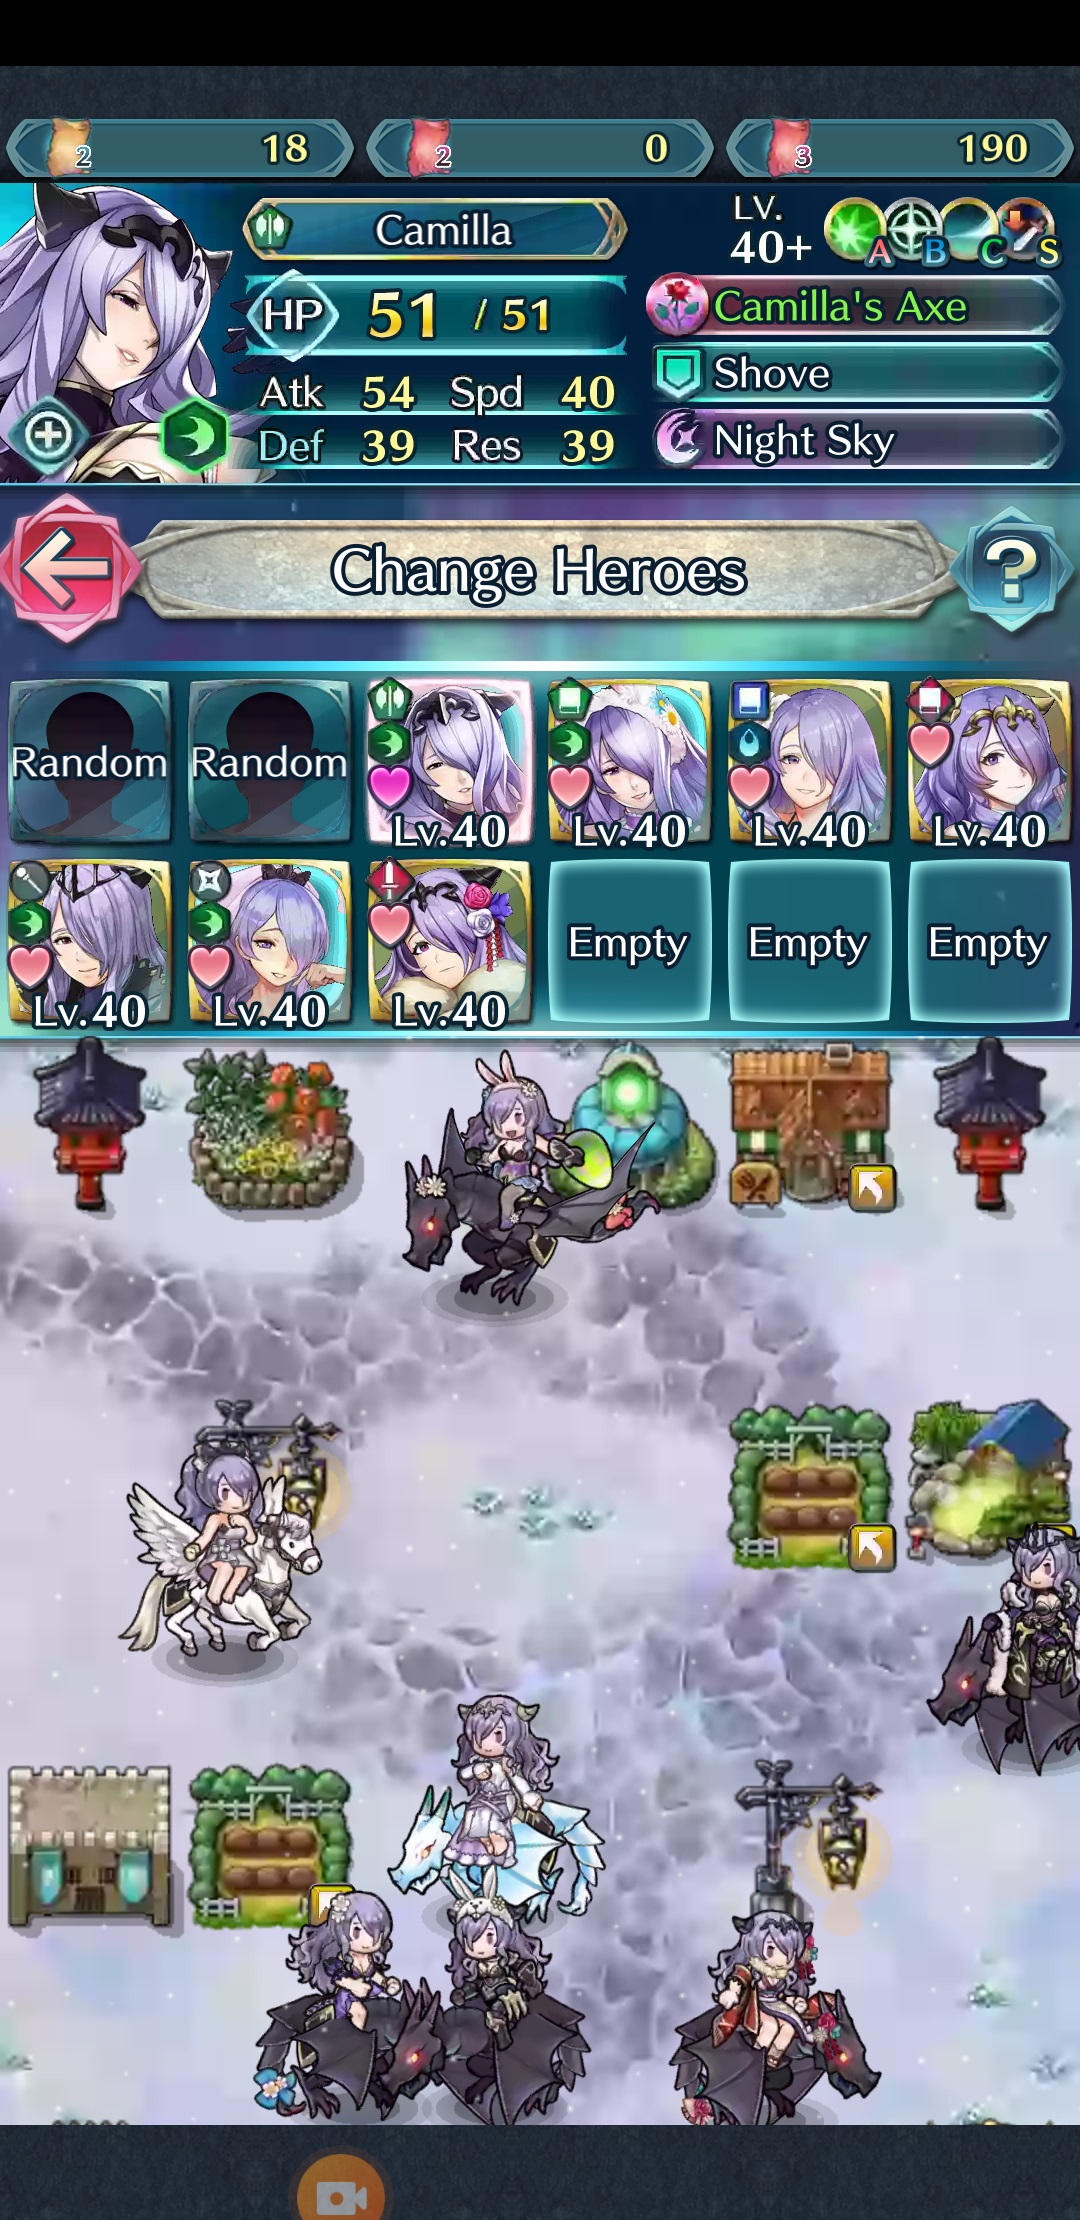 2 18
2 0
3 190
Camilla
LV. 40+
A B C S
HP 51 / 51
Camilla's Axe
Atk 54 Spd 40
Shove
Def 39 Res 39
Night Sky
Change Heroes
?
Random
Random
Lv.40
Lv.40
Lv.40
Lv.40
Lv.40
Lv.40
Lv.40
Empty
Empty
Empty